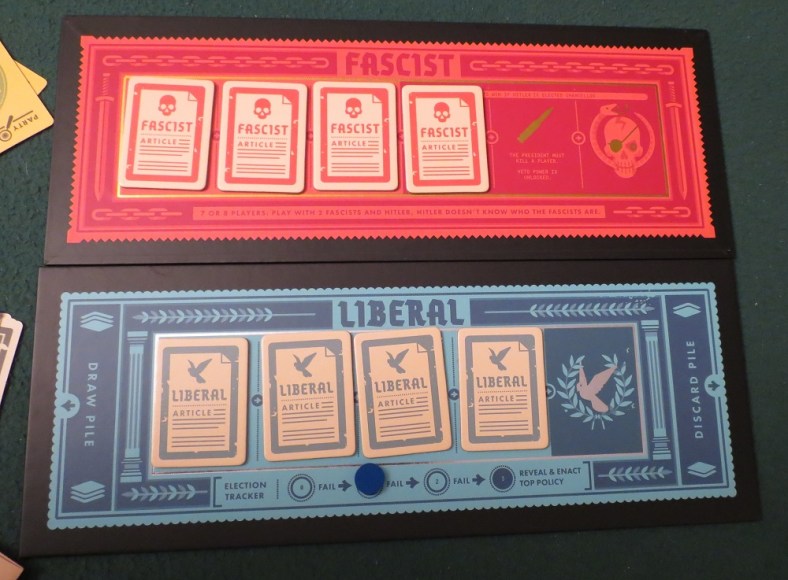 PARTY
FASCIST
FASCIST
ARTICLE
FASCIST
ARTICLE
FASCIST
ARTICLE
FASCIST
ARTICLE
THE PRESIDENT MUST
KILL A PLAYER.
VETO POWER IS
UNLOCKED.
7 OR 8 PLAYERS: PLAY WITH 2 FASCISTS AND HITLER. HITLER DOESN'T KNOW WHO THE FASCISTS ARE.
LIBERAL
DRAW PILE
LIBERAL
ARTICLE
LIBERAL
ARTICLE
LIBERAL
ARTICLE
LIBERAL
ARTICLE
DISCARD PILE
ELECTION
TRACKER
FAIL
FAIL
2
FAIL
REVEAL & ENACT
TOP POLICY